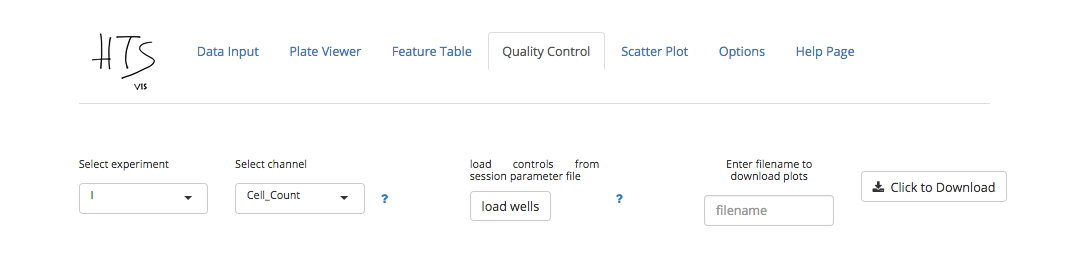 HTS
VIS
Data Input
Plate Viewer
Feature Table
Quality Control
Scatter Plot
Options
Help Page
Select experiment
I
Select channel
Cell_Count
?
load controls from
session parameter file
load wells
?
Enter filename to
download plots
filename
Click to Download